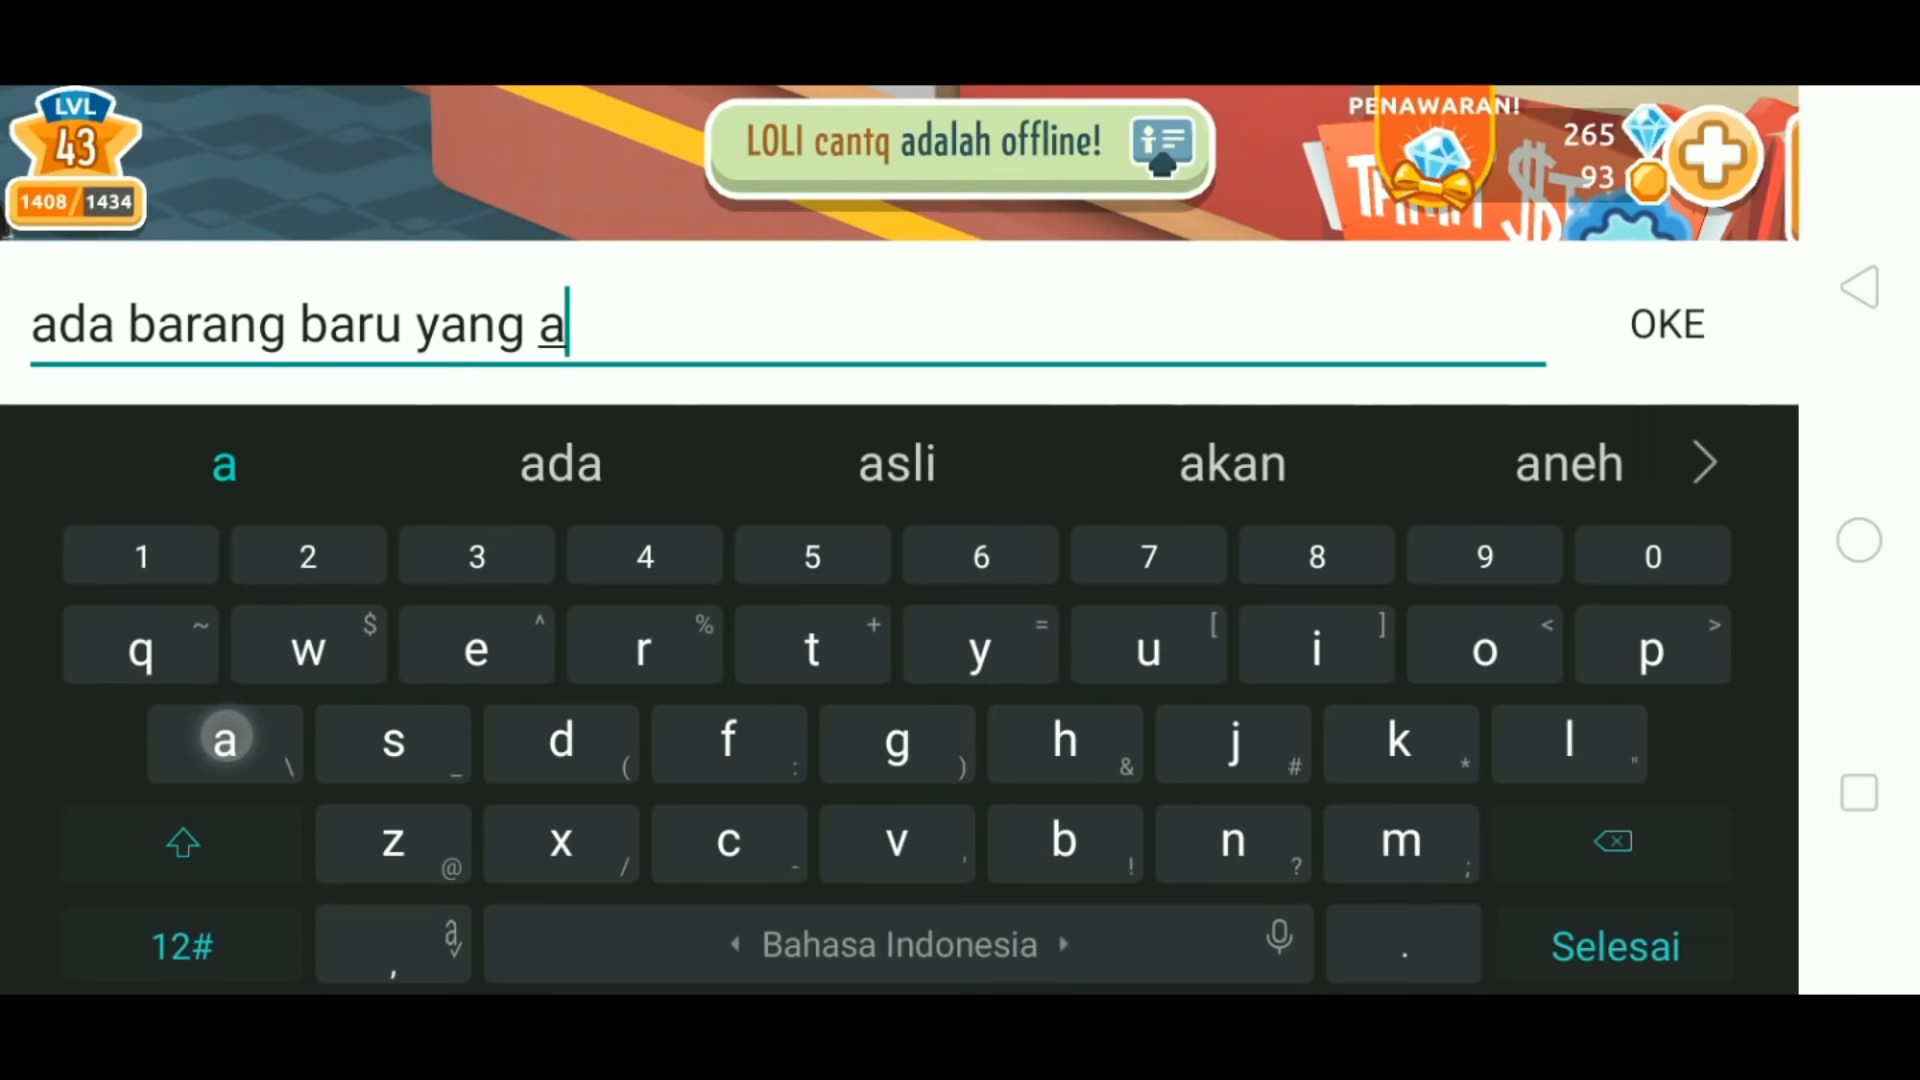 LVL
43
1408 / 1434
LOLI cantq adalah offline!
PENAWARAN!
265
93
ada barang baru yang a
OKE
a ada asli akan aneh
1 2 3 4 5 6 7 8 9 0
q ~ w $ e ^ r % t + y = u [ i ] o < p >
a \ s _ d ( f : g ) h & j # k * l "
z @ x / c - v ' b ! n ? m ;
12# , a Bahasa Indonesia . Selesai